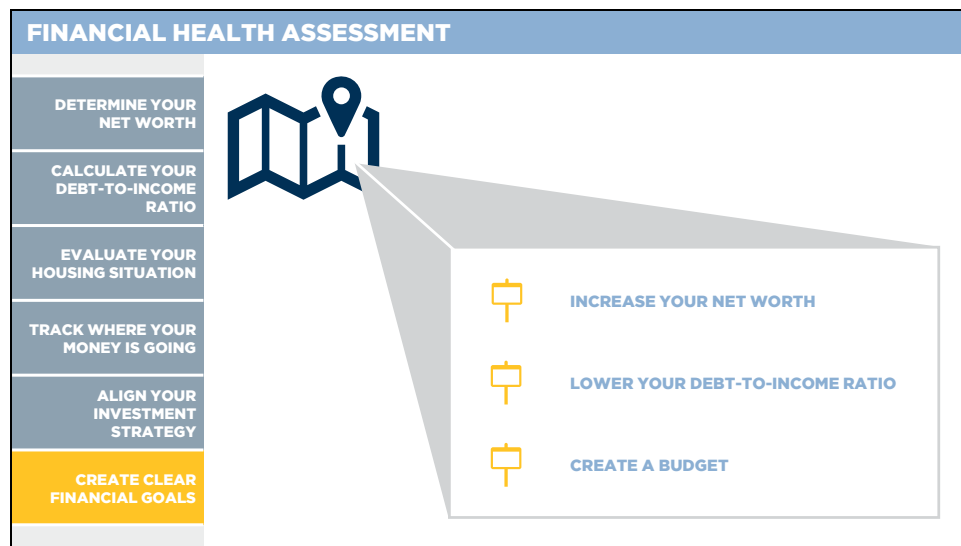 FINANCIAL HEALTH ASSESSMENT
DETERMINE YOUR
NET WORTH
CALCULATE YOUR
DEBT-TO-INCOME
RATIO
EVALUATE YOUR
HOUSING SITUATION
TRACK WHERE YOUR
MONEY IS GOING
ALIGN YOUR
INVESTMENT
STRATEGY
CREATE CLEAR
FINANCIAL GOALS
INCREASE YOUR NET WORTH
LOWER YOUR DEBT-TO-INCOME RATIO
CREATE A BUDGET